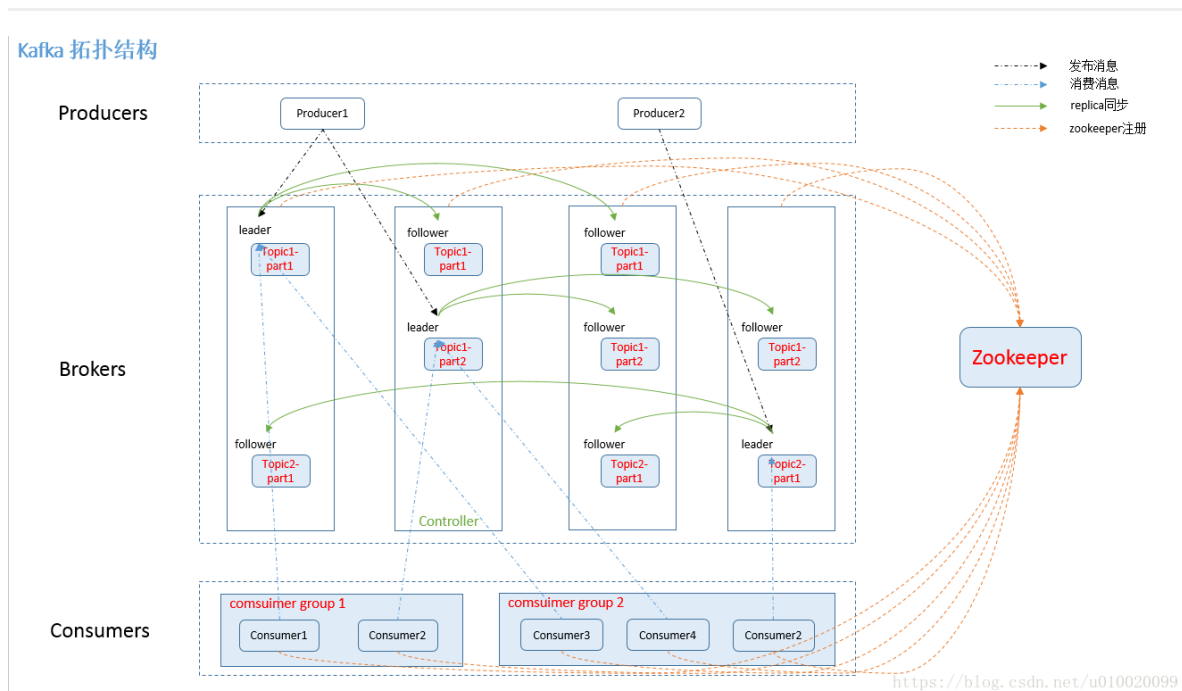 Kafka 拓扑结构
发布消息
消费消息
replica同步
zookeeper注册
Producers
Producer1
Producer2
leader
Topic1-
part1
follower
Topic1-
part1
follower
Topic1-
part1
leader
Topic1-
part2
follower
Topic1-
part2
follower
Topic1-
part2
Brokers
Zookeeper
follower
Topic2-
part1
follower
Topic2-
part1
leader
Topic2-
part1
Controller
Consumers
comsuimer group 1
Consumer1
Consumer2
comsuimer group 2
Consumer3
Consumer4
Consumer2
https://blog.csdn.net/u010020099